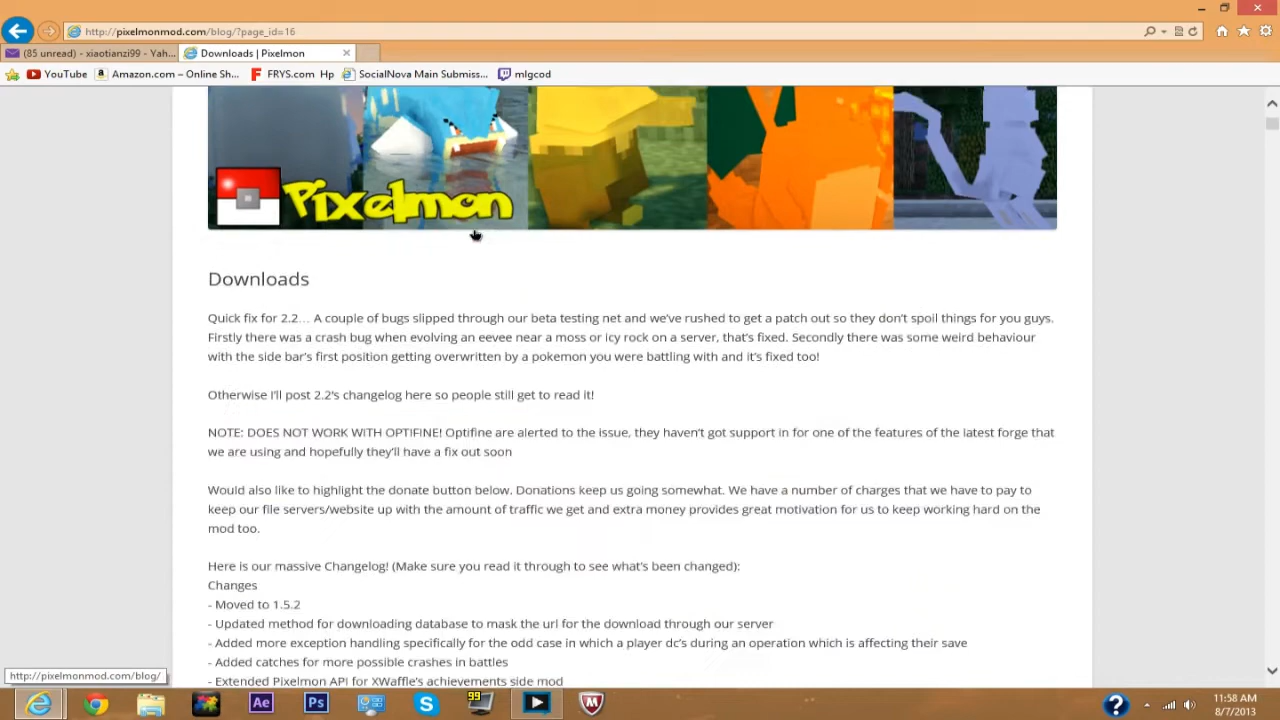 http://pixelmonmod.com/blog/?page_id=16
(85 unread) - xiaotianzi99 - Yah...
Downloads | Pixelmon
YouTube
Amazon.com – Online Sh...
FRYS.com Hp
SocialNova Main Submiss...
mlgcod
Pixelmon
Downloads
Quick fix for 2.2… A couple of bugs slipped through our beta testing net and we've rushed to get a patch out so they don't spoil things for you guys.
Firstly there was a crash bug when evolving an eevee near a moss or icy rock on a server, that's fixed. Secondly there was some weird behaviour
with the side bar's first position getting overwritten by a pokemon you were battling with and it's fixed too!
Otherwise I'll post 2.2's changelog here so people still get to read it!
NOTE: DOES NOT WORK WITH OPTIFINE! Optifine are alerted to the issue, they haven't got support in for one of the features of the latest forge that
we are using and hopefully they'll have a fix out soon
Would also like to highlight the donate button below. Donations keep us going somewhat. We have a number of charges that we have to pay to
keep our file servers/website up with the amount of traffic we get and extra money provides great motivation for us to keep working hard on the
mod too.
Here is our massive Changelog! (Make sure you read it through to see what's been changed):
Changes
- Moved to 1.5.2
- Updated method for downloading database to mask the url for the download through our server
- Added more exception handling specifically for the odd case in which a player dc's during an operation which is affecting their save
- Added catches for more possible crashes in battles
- Extended Pixelmon API for XWaffle's achievements side mod
http://pixelmonmod.com/blog/
Ae
Ps
99
11:58 AM
8/7/2013